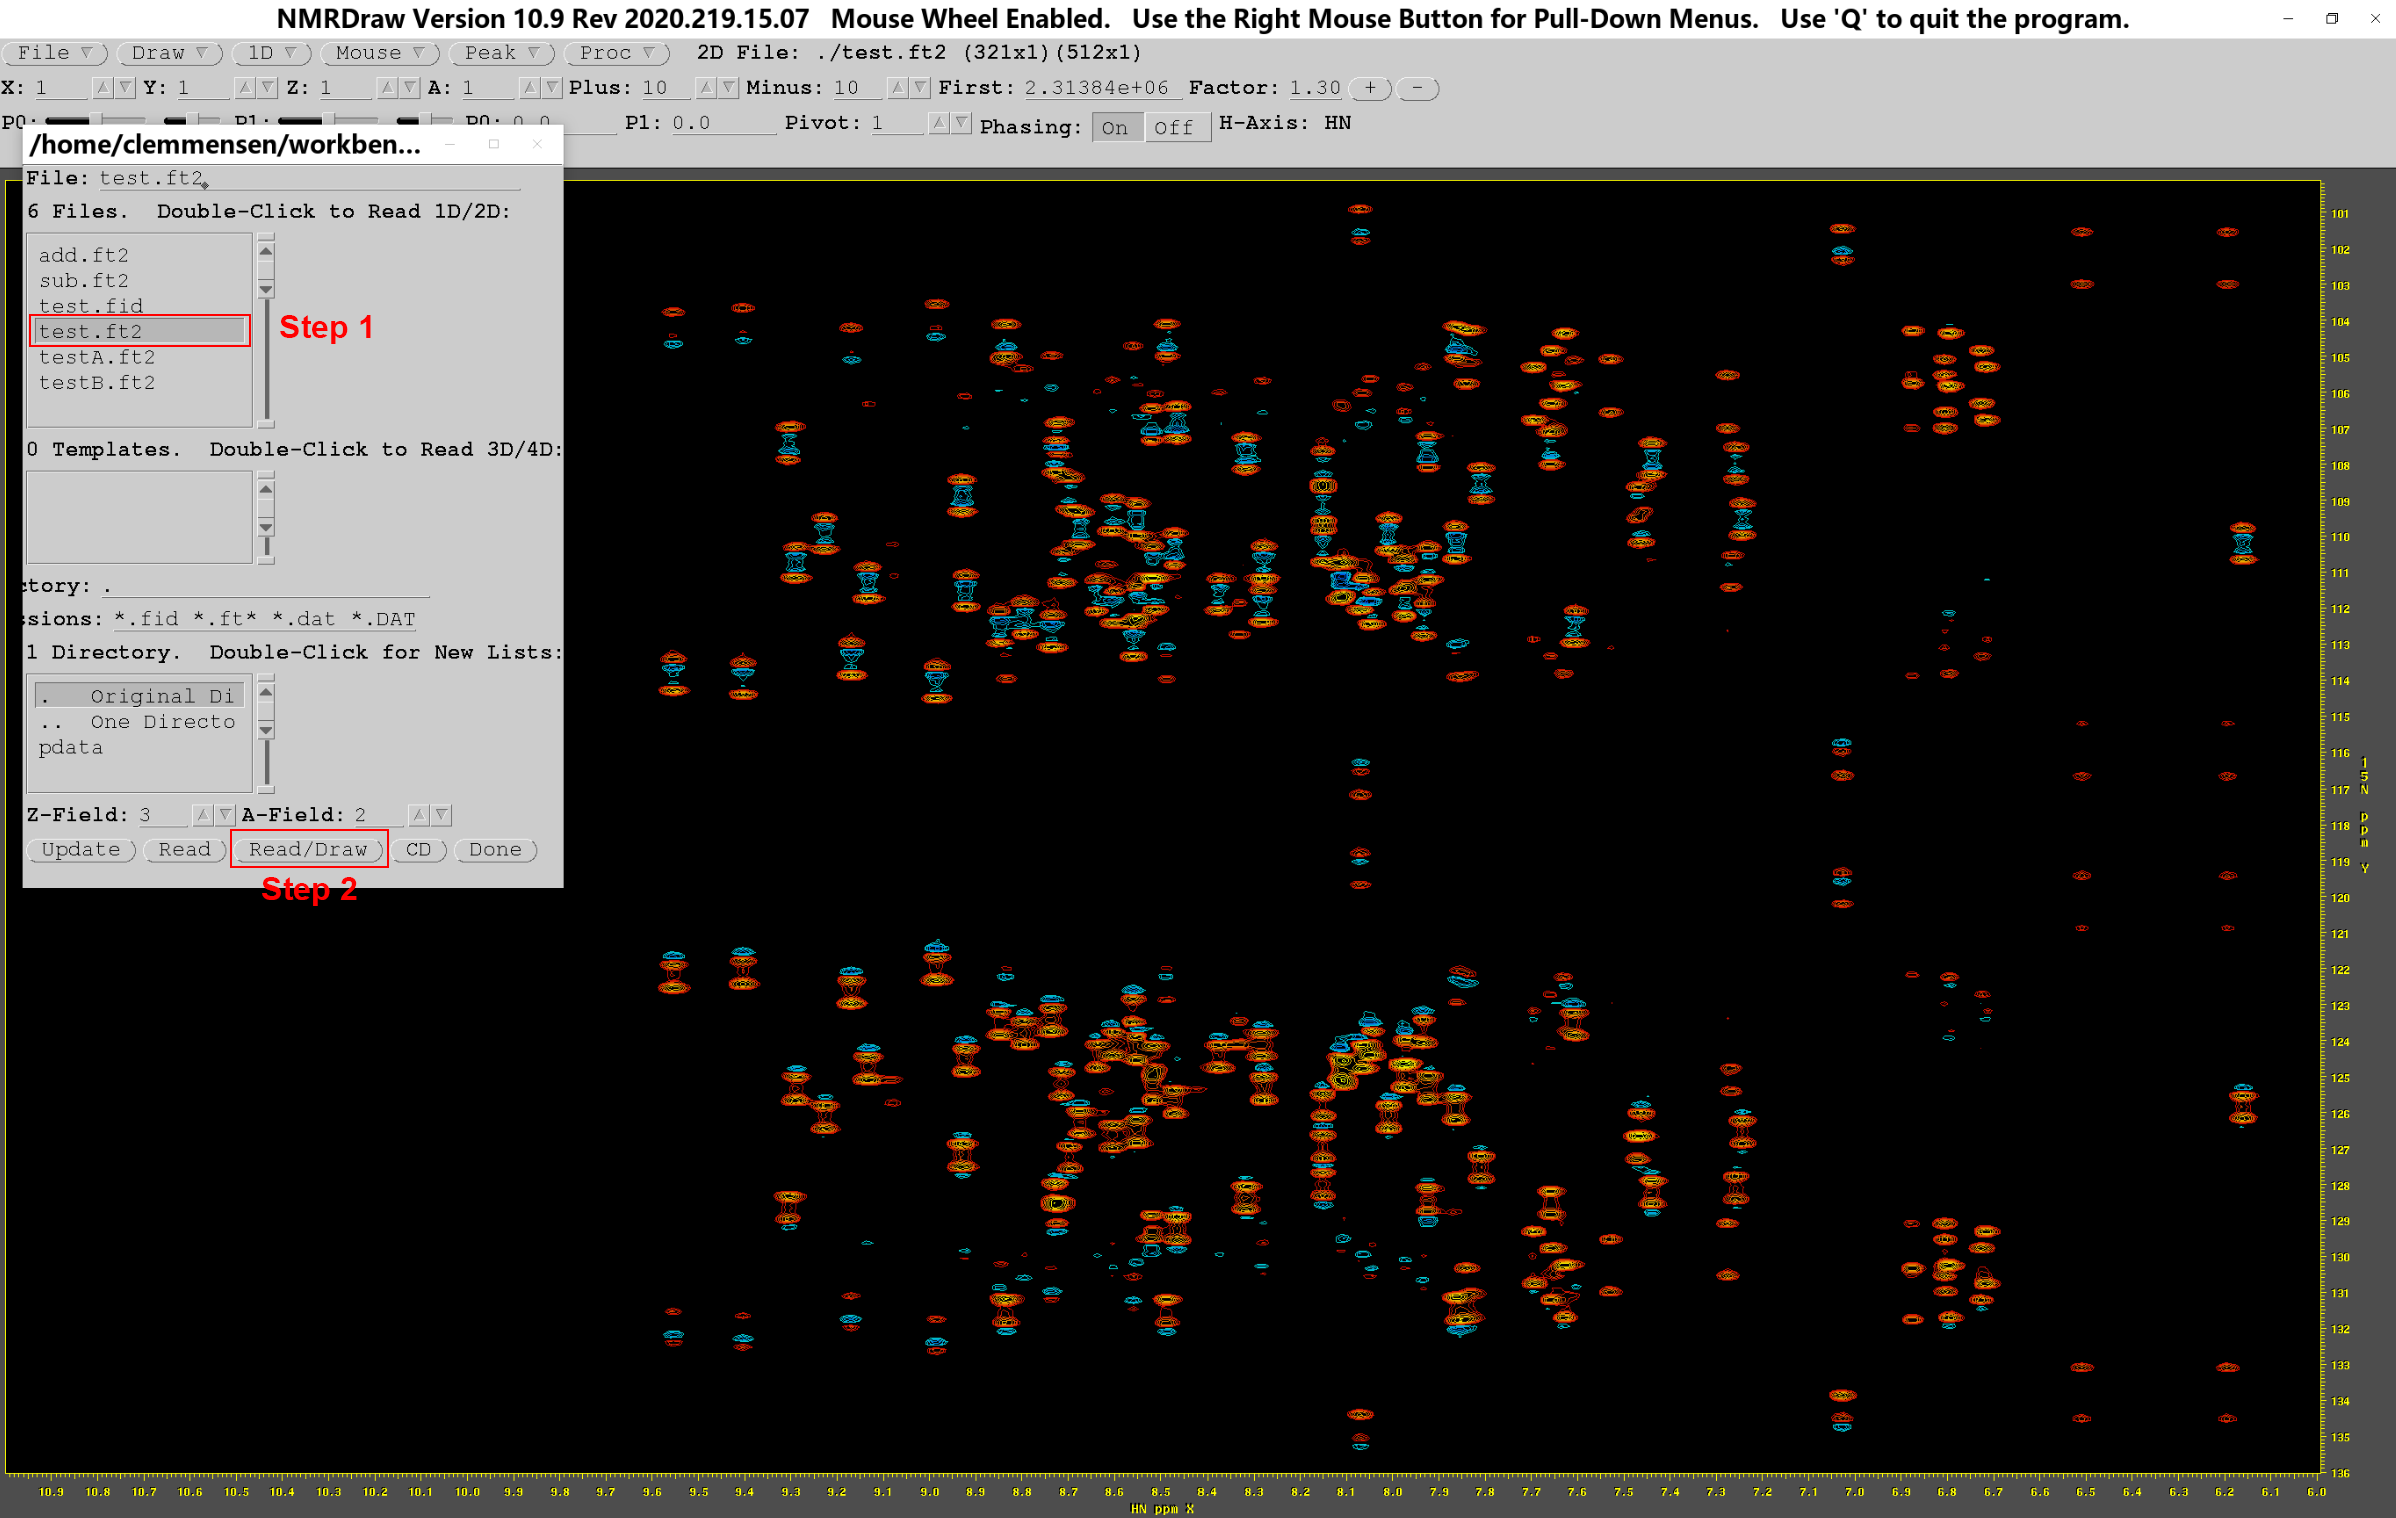 NMRDraw Version 10.9 Rev 2020.219.15.07   Mouse Wheel Enabled.   Use the Right Mouse Button for Pull-Down Menus.   Use 'Q' to quit the program.
File Draw 1D Mouse Peak Proc 2D File: ./test.ft2 (321x1)(512x1)
X: 1 Y: 1 Z: 1 A: 1 Plus: 10 Minus: 10 First: 2.31384e+06 Factor: 1.30 + -
P0: P1: P0: 0.0 P1: 0.0 Pivot: 1 Phasing: On Off H-Axis: HN
/home/clemmensen/workben...
File: test.ft2
6 Files.  Double-Click to Read 1D/2D:
add.ft2
sub.ft2
test.fid
test.ft2
Step 1
testA.ft2
testB.ft2
0 Templates.  Double-Click to Read 3D/4D:
ctory: .
ssions: *.fid *.ft* *.dat *.DAT
1 Directory.  Double-Click for New Lists:
.   Original Di
..  One Directo
pdata
Z-Field: 3 A-Field: 2
Update Read Read/Draw CD Done
Step 2
101
102
103
104
105
106
107
108
109
110
111
112
113
114
115
116
117
118
119
120
121
122
123
124
125
126
127
128
129
130
131
132
133
134
135
136
15N ppm Y
10.9 10.8 10.7 10.6 10.5 10.4 10.3 10.2 10.1 10.0 9.9 9.8 9.7 9.6 9.5 9.4 9.3 9.2 9.1 9.0 8.9 8.8 8.7 8.6 8.5 8.4 8.3 8.2 8.1 8.0 7.9 7.8 7.7 7.6 7.5 7.4 7.3 7.2 7.1 7.0 6.9 6.8 6.7 6.6 6.5 6.4 6.3 6.2 6.1 6.0
HN ppm X